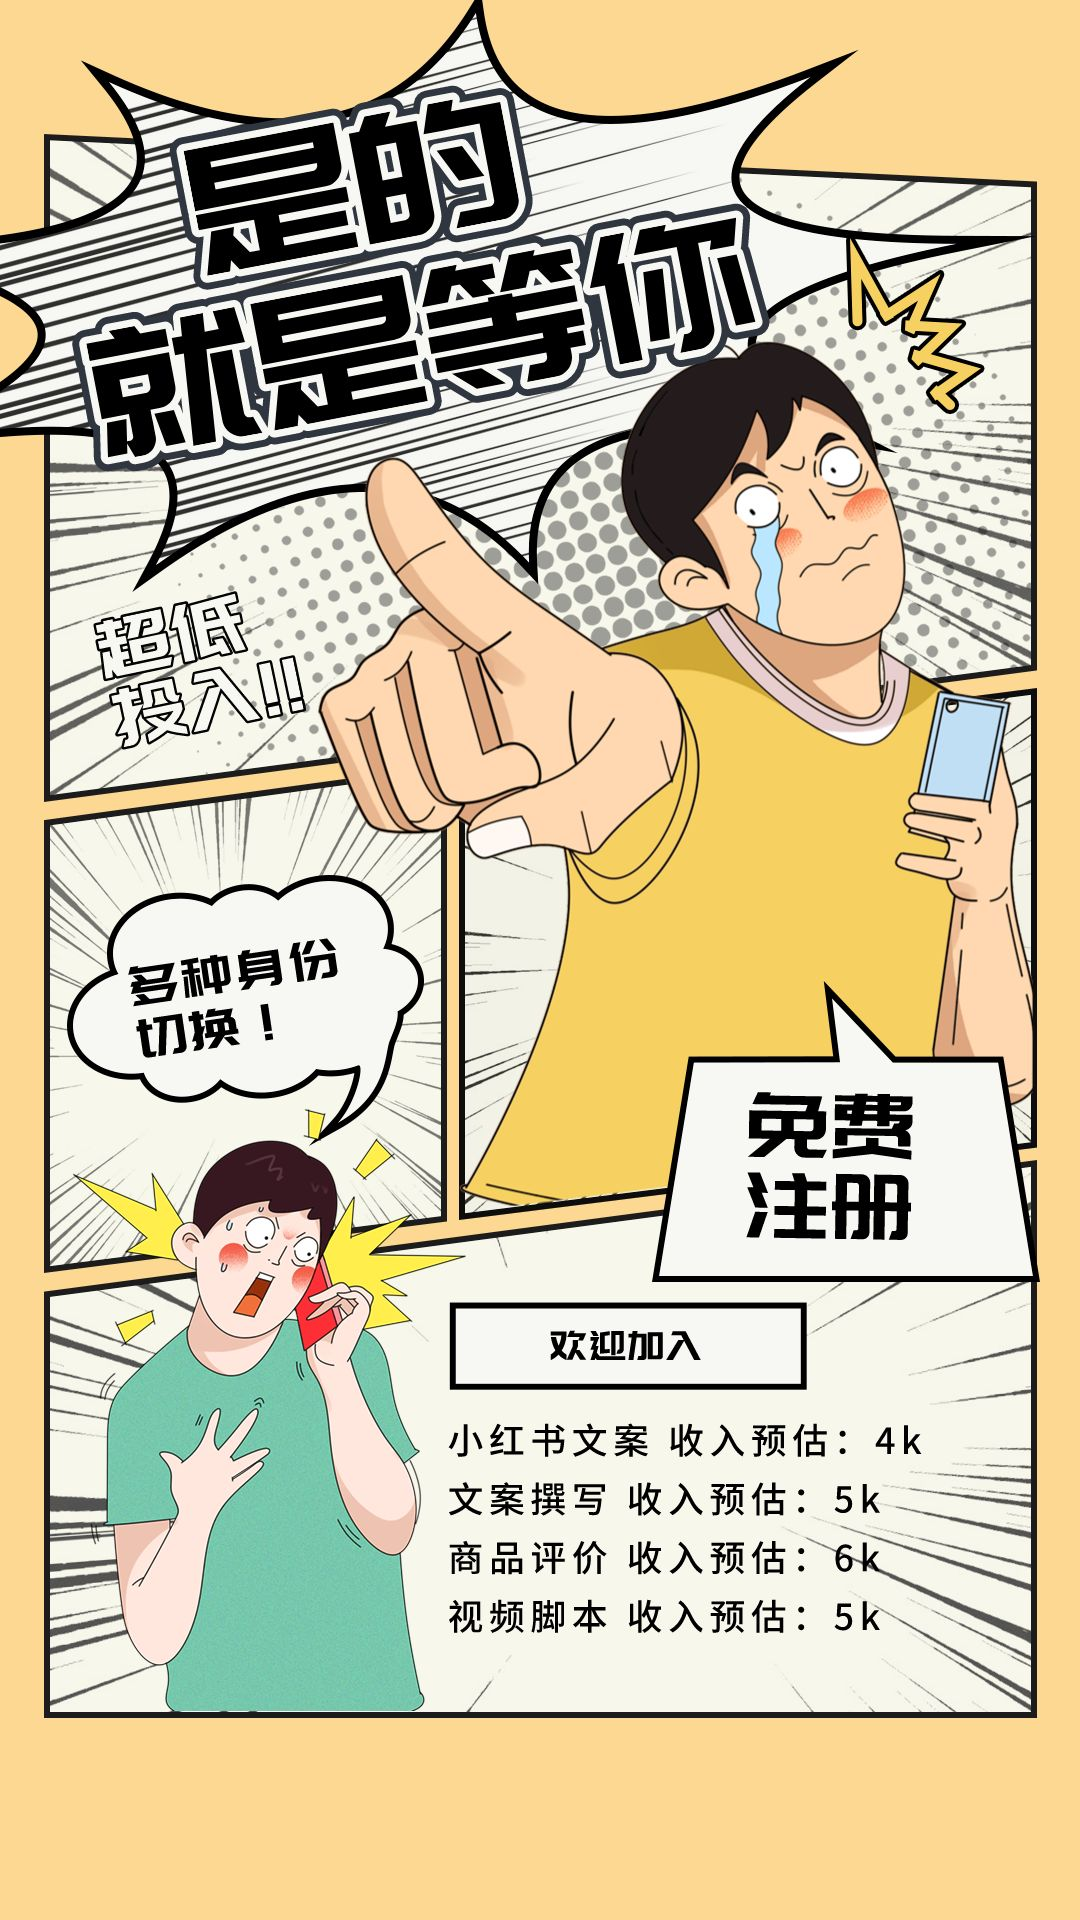 是的
就是等你
超低
投入!!
多种身份
切换！
免费
注册
欢迎加入
小红书文案 收入预估：4k
文案撰写 收入预估：5k
商品评价 收入预估：6k
视频脚本 收入预估：5k